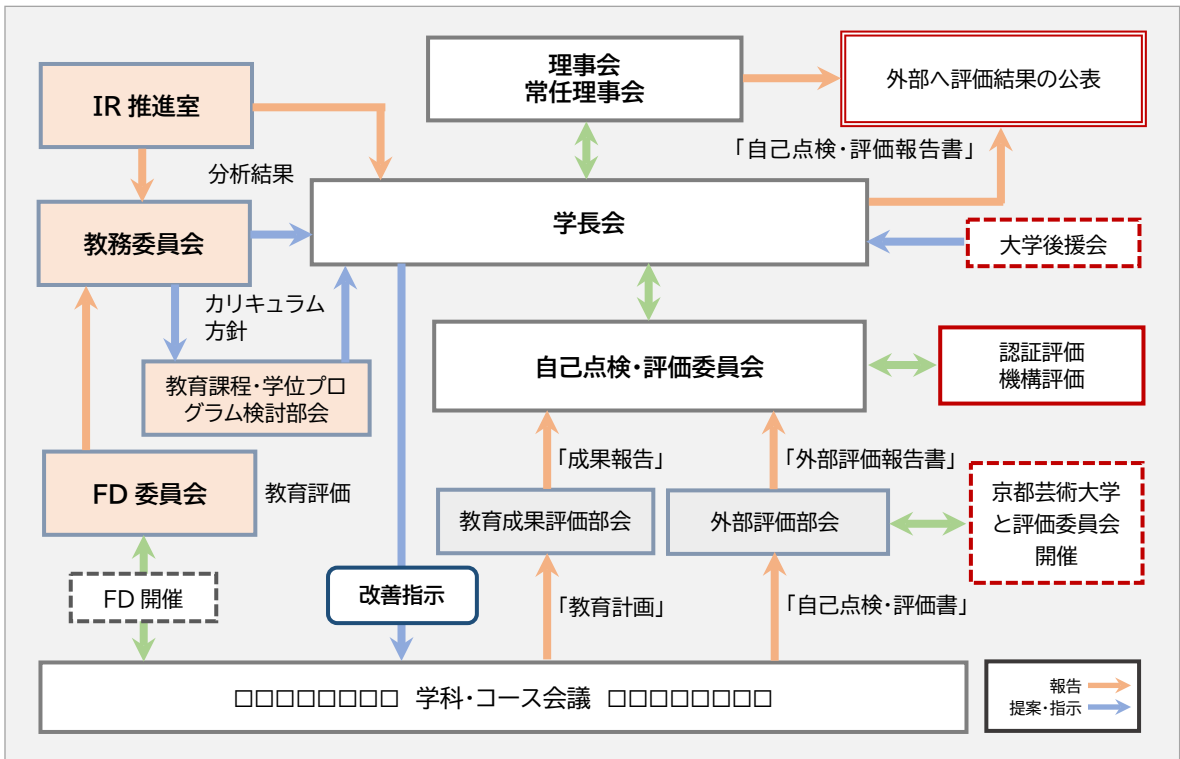 理事会
常任理事会
外部へ評価結果の公表
IR 推進室
「自己点検・評価報告書」
分析結果
学長会
教務委員会
大学後援会
カリキュラム
方針
自己点検・評価委員会
認証評価
機構評価
教育課程・学位プロ
グラム検討部会
「成果報告」
「外部評価報告書」
FD 委員会
教育評価
京都芸術大学
と評価委員会
開催
教育成果評価部会
外部評価部会
FD 開催
改善指示
「教育計画」
「自己点検・評価書」
□□□□□□□□ 学科・コース会議 □□□□□□□□
報告
提案・指示